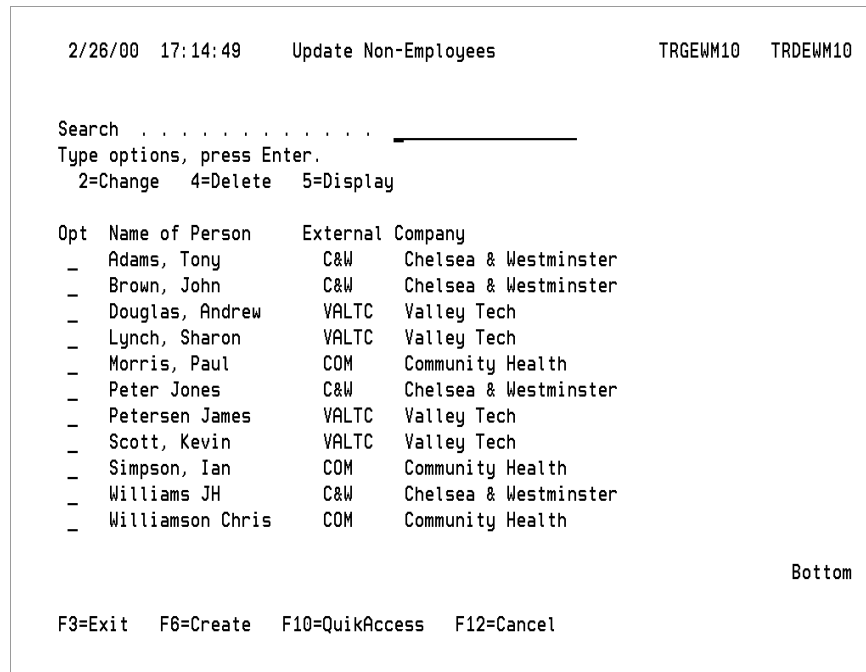 2/26/00 17:14:49 Update Non-Employees TRGEWM10 TRDEWM10
Search . . . . . . . . . . . . _
Type options, press Enter.
2=Change 4=Delete 5=Display
Opt Name of Person External Company
_ Adams, Tony C&W Chelsea & Westminster
_ Brown, John C&W Chelsea & Westminster
_ Douglas, Andrew VALTC Valley Tech
_ Lynch, Sharon VALTC Valley Tech
_ Morris, Paul COM Community Health
_ Peter Jones C&W Chelsea & Westminster
_ Petersen James VALTC Valley Tech
_ Scott, Kevin VALTC Valley Tech
_ Simpson, Ian COM Community Health
_ Williams JH C&W Chelsea & Westminster
_ Williamson Chris COM Community Health
Bottom
F3=Exit F6=Create F10=QuikAccess F12=Cancel